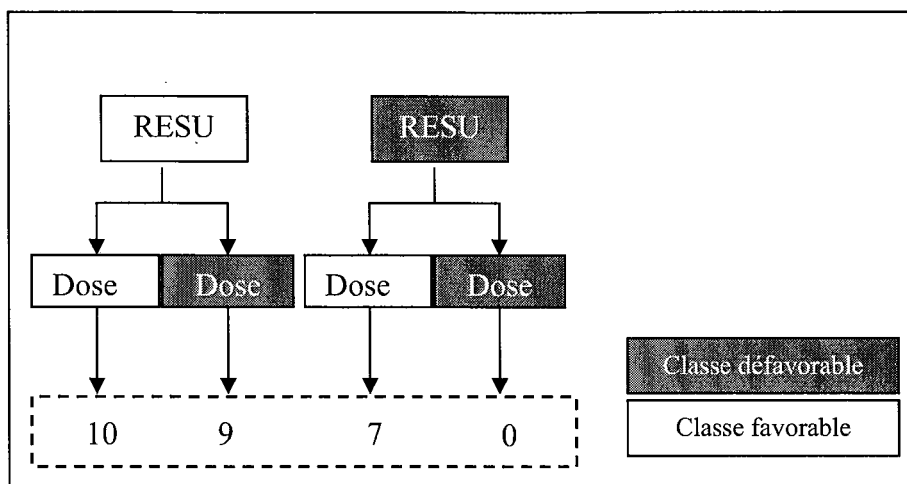 RESU RESU
Dose Dose Dose Dose
Classe défavorable
10 9 7 0
Classe favorable